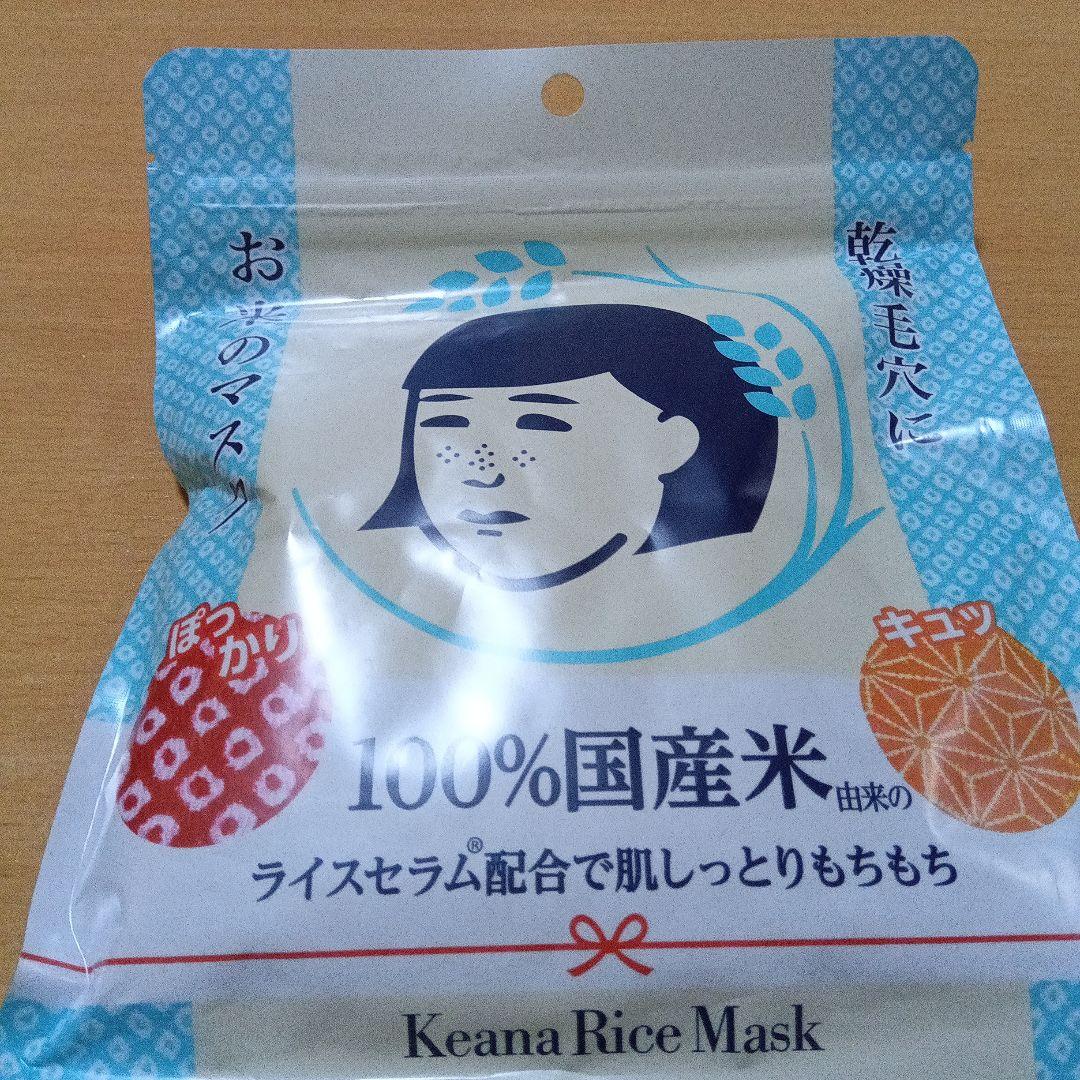 乾燥毛穴に
お米のマスク
ぽっかり
キュッ
100%国産米由来の
ライスセラム®配合で肌しっとりもちもち
Keana Rice Mask